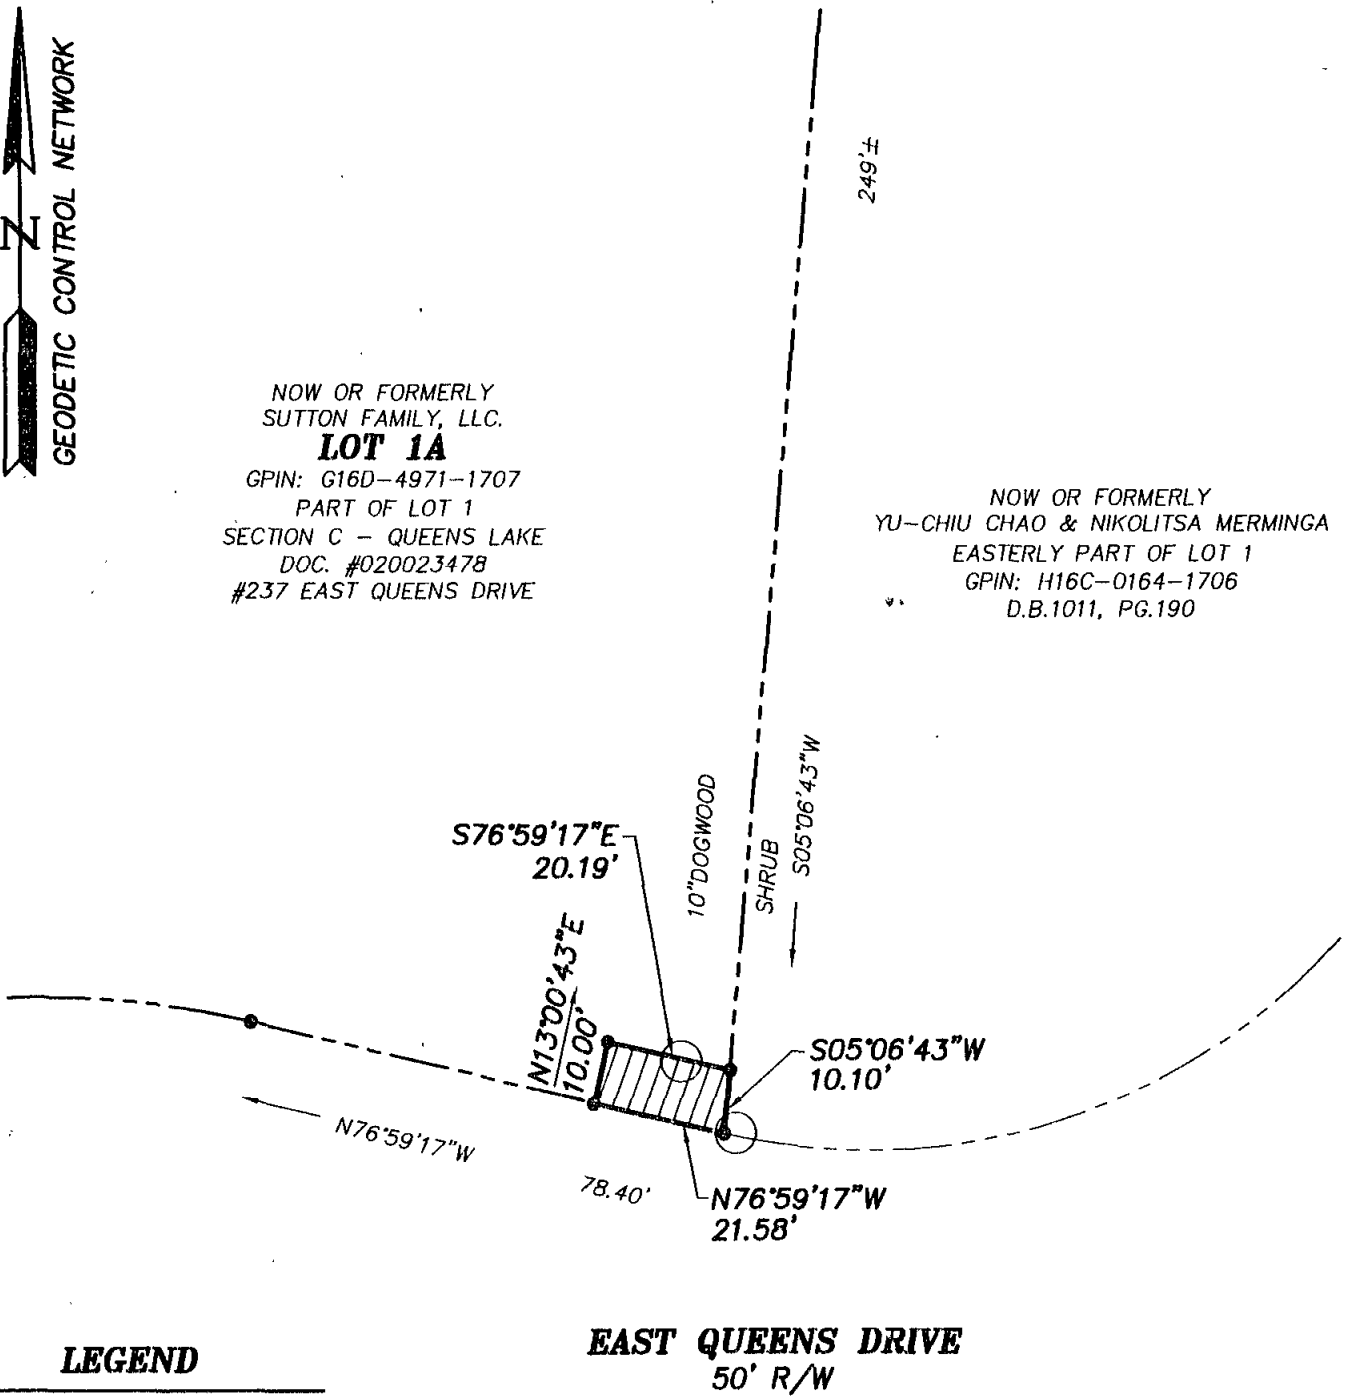 N
GEODETIC CONTROL NETWORK
249'±
NOW OR FORMERLY
SUTTON FAMILY, LLC.
LOT 1A
GPIN: G16D-4971-1707
PART OF LOT 1
SECTION C - QUEENS LAKE
DOC. #020023478
#237 EAST QUEENS DRIVE
NOW OR FORMERLY
YU-CHIU CHAO & NIKOLITSA MERMINGA
EASTERLY PART OF LOT 1
GPIN: H16C-0164-1706
D.B.1011, PG.190
10"DOGWOOD
SHRUB
S05°06'43"W
S76°59'17"E
20.19'
N13°00'43"E
10.00'
S05°06'43"W
10.10'
N76°59'17"W
78.40'
N76°59'17"W
21.58'
EAST QUEENS DRIVE
50' R/W
LEGEND